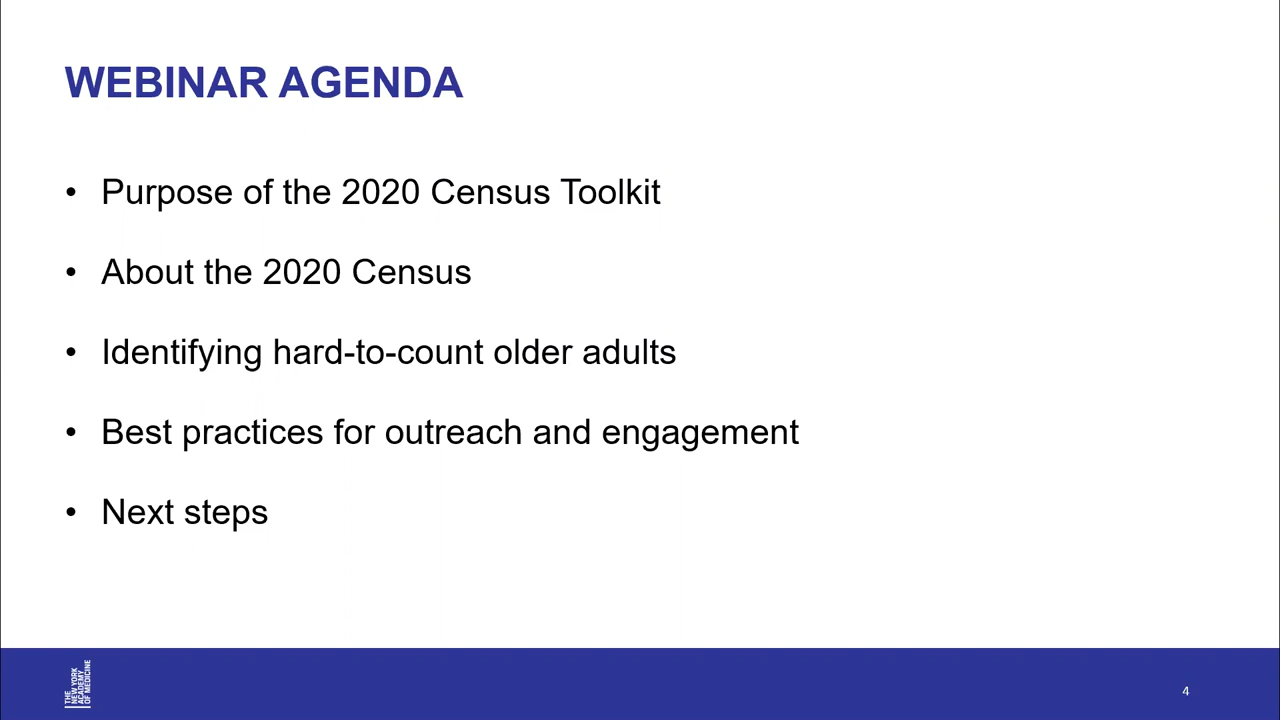 WEBINAR AGENDA
• Purpose of the 2020 Census Toolkit
• About the 2020 Census
• Identifying hard-to-count older adults
• Best practices for outreach and engagement
• Next steps
THE
NEW YORK
ACADEMY
OF MEDICINE
4